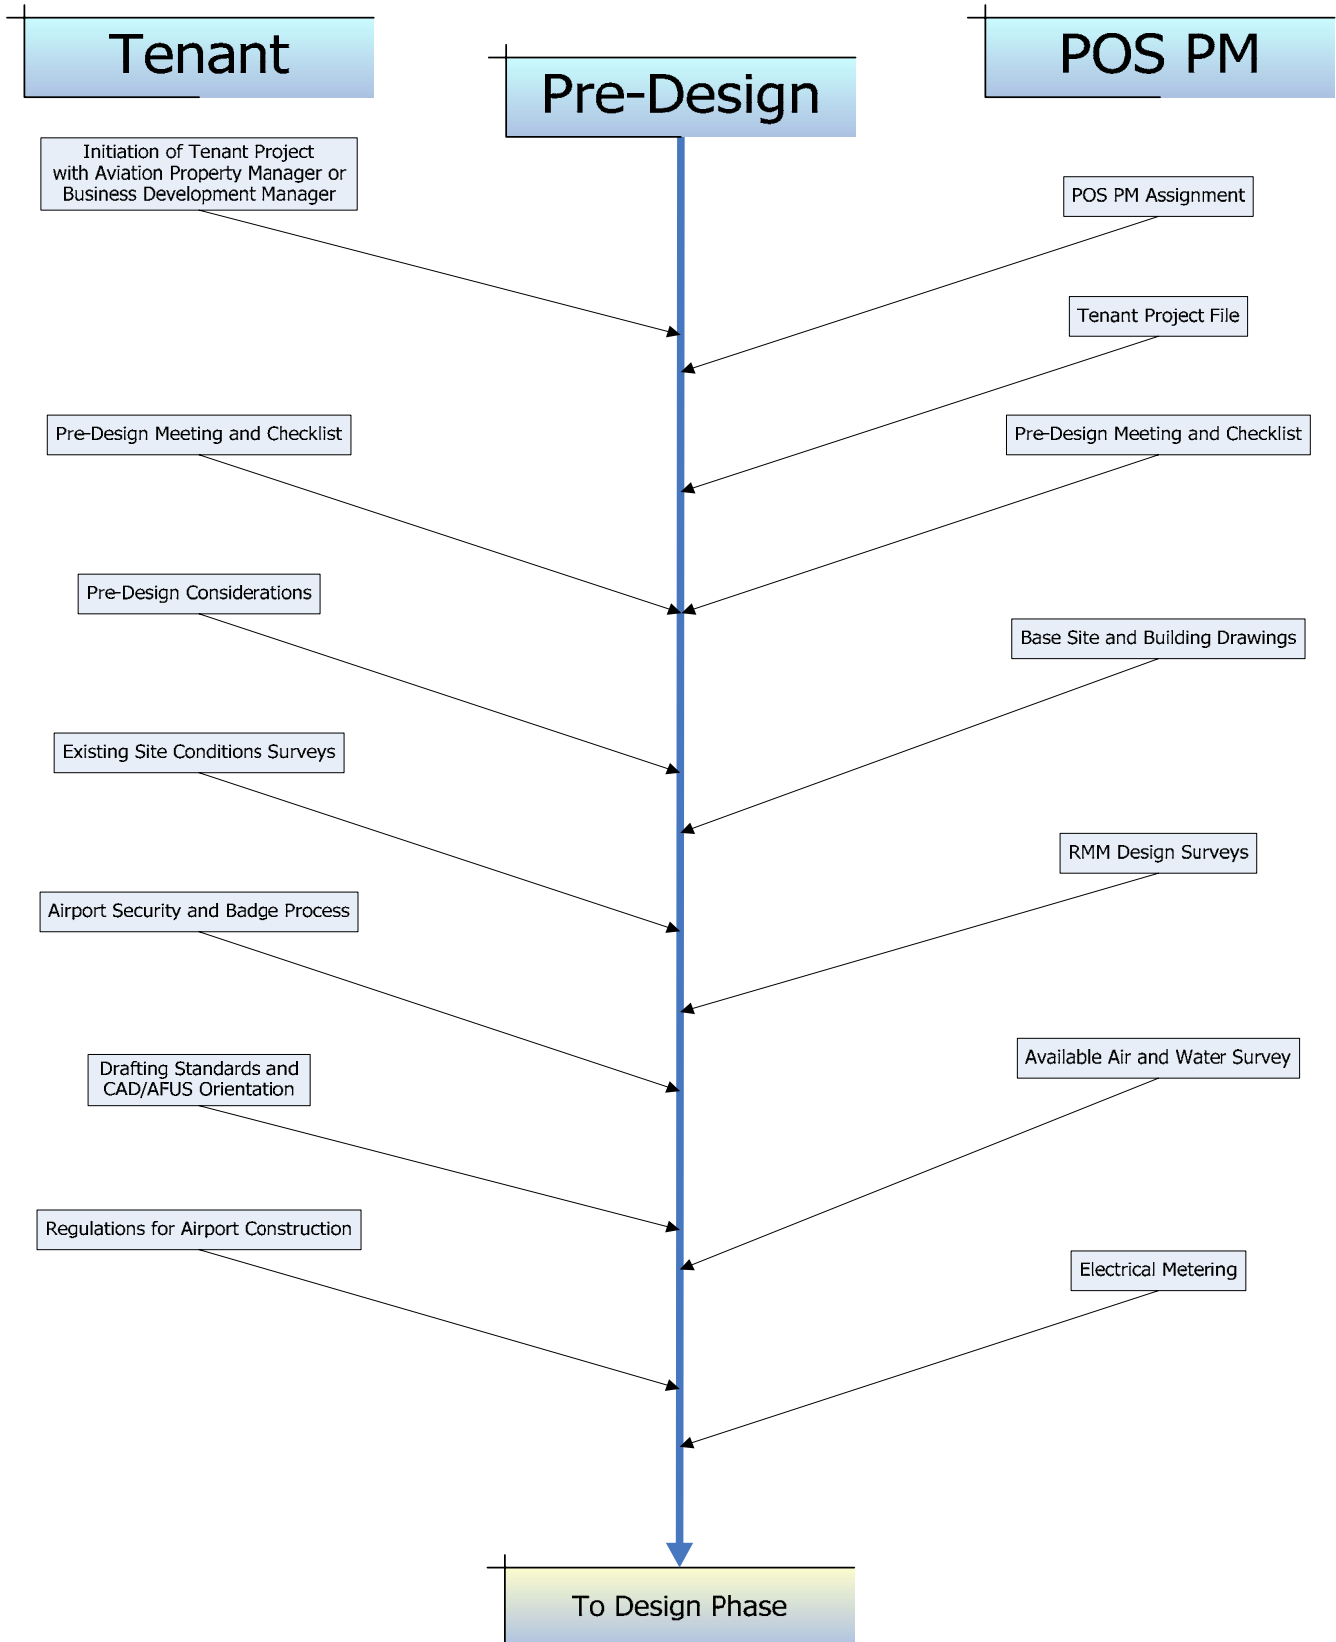 Tenant
Pre-Design
POS PM
Initiation of Tenant Project
with Aviation Property Manager or
Business Development Manager
POS PM Assignment
Tenant Project File
Pre-Design Meeting and Checklist
Pre-Design Meeting and Checklist
Pre-Design Considerations
Base Site and Building Drawings
Existing Site Conditions Surveys
RMM Design Surveys
Airport Security and Badge Process
Available Air and Water Survey
Drafting Standards and
CAD/AFUS Orientation
Regulations for Airport Construction
Electrical Metering
To Design Phase